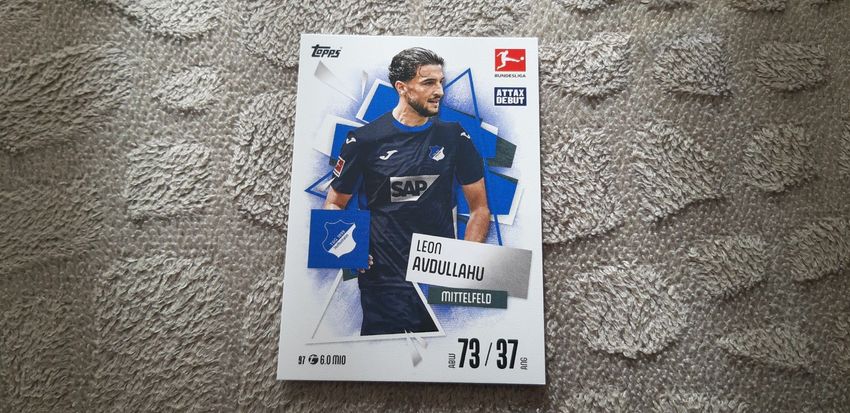 Topps
BUNDESLIGA
ATTAX
DEBUT
SAP
LEON
AVDULLAHU
MITTELFELD
97 6.0 MIO
ABW 73 / 37 ANG